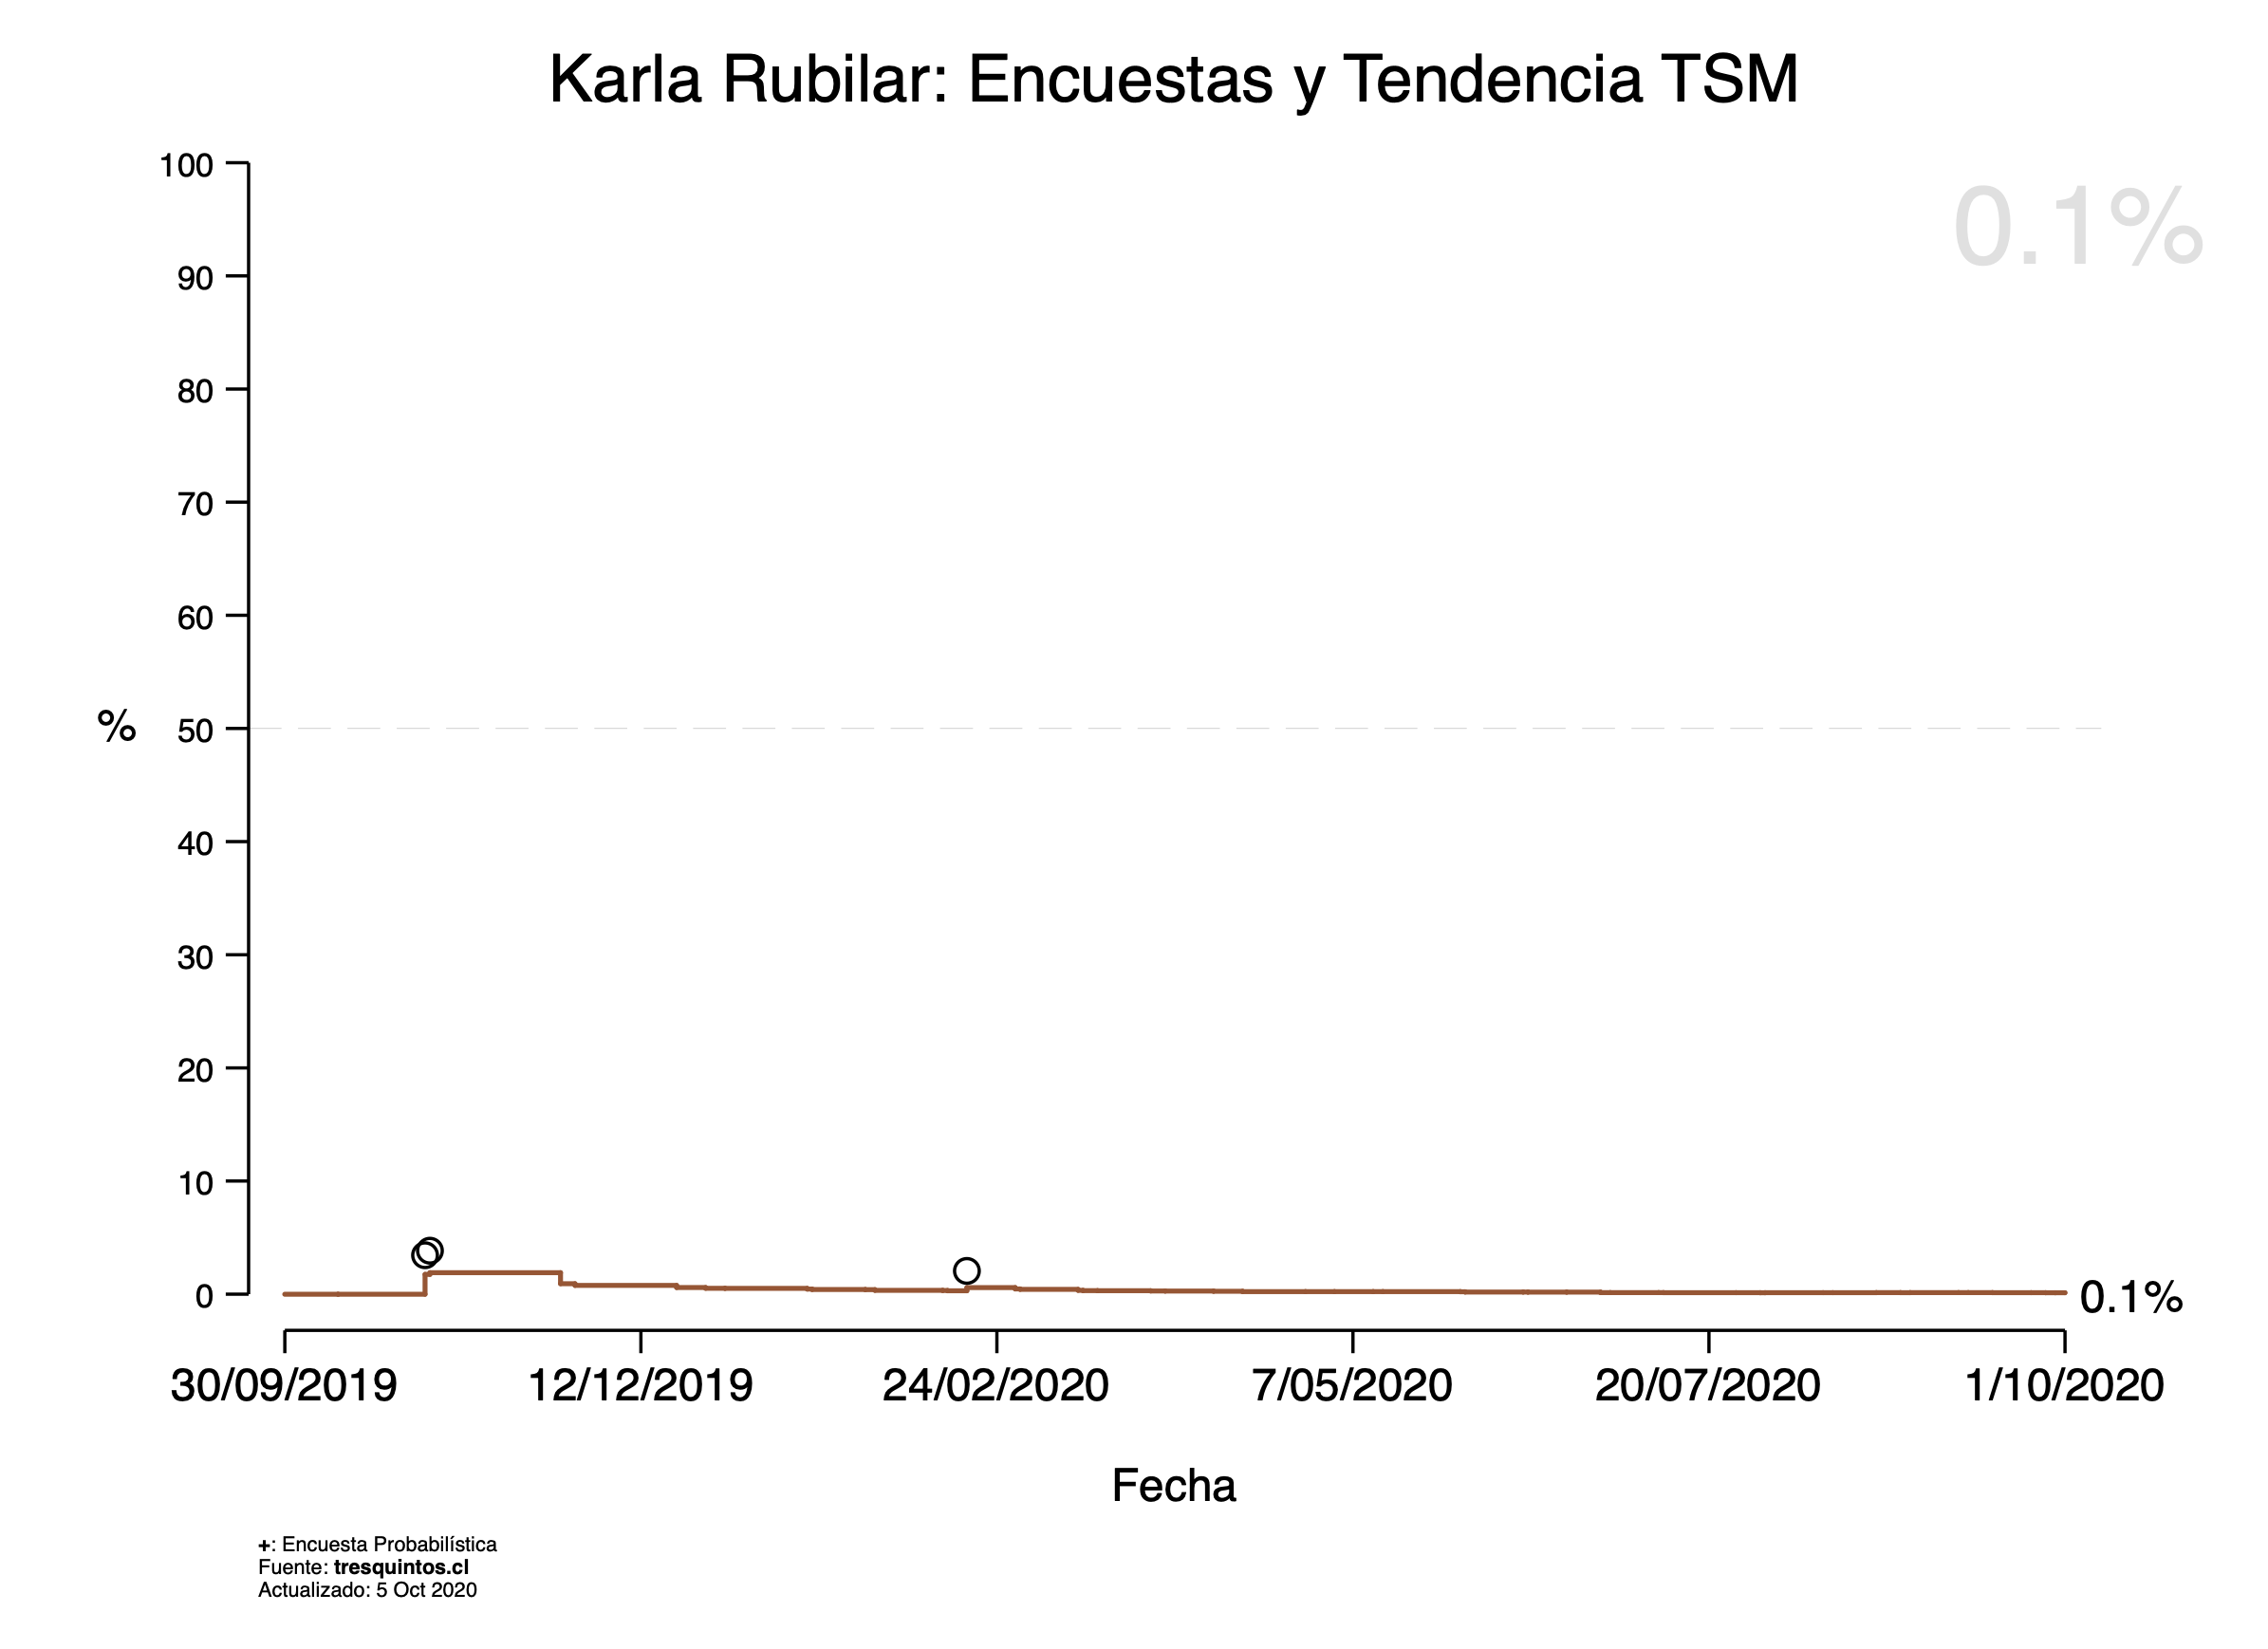 Karla Rubilar: Encuestas y Tendencia TSM
100
0.1%
90
80
70
60
% 50
40
30
20
10
0
0.1%
30/09/2019 12/12/2019 24/02/2020 7/05/2020 20/07/2020 1/10/2020
Fecha
+: Encuesta Probabilística
Fuente: tresquintos.cl
Actualizado: 5 Oct 2020